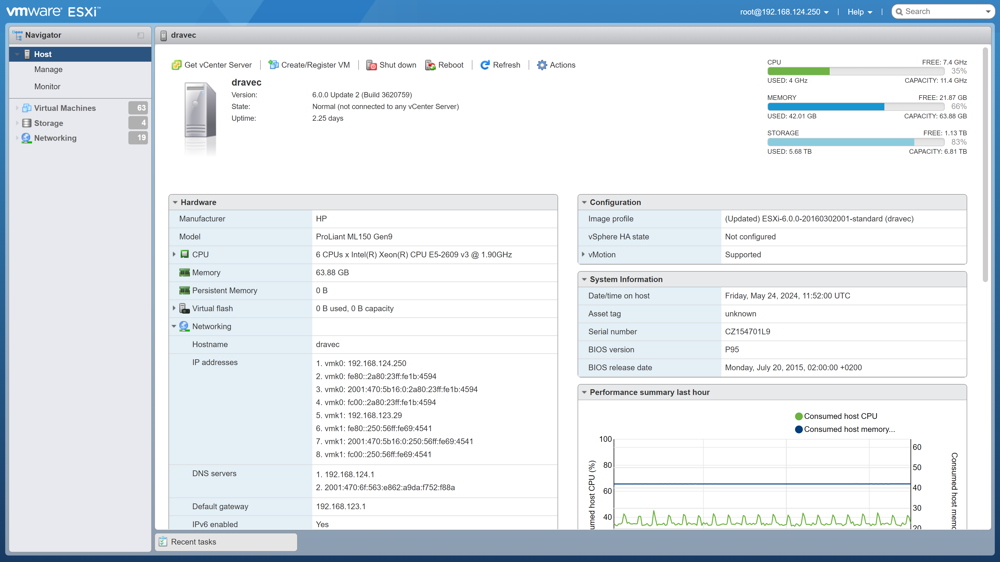 vmware® ESXi™
root@192.168.124.250 | Help | Search
Navigator
Host
Manage
Monitor
Virtual Machines 63
Storage 4
Networking 19
dravec
Get vCenter Server | Create/Register VM | Shut down Reboot | Refresh | Actions
dravec
Version: 6.0.0 Update 2 (Build 3620759)
State: Normal (not connected to any vCenter Server)
Uptime: 2.25 days
CPU FREE: 7.4 GHz
35%
USED: 4 GHz CAPACITY: 11.4 GHz
MEMORY FREE: 21.87 GB
66%
USED: 42.01 GB CAPACITY: 63.88 GB
STORAGE FREE: 1.13 TB
83%
USED: 5.68 TB CAPACITY: 6.81 TB
Hardware
Manufacturer HP
Model ProLiant ML150 Gen9
CPU 6 CPUs x Intel(R) Xeon(R) CPU E5-2609 v3 @ 1.90GHz
Memory 63.88 GB
Persistent Memory 0 B
Virtual flash 0 B used, 0 B capacity
Networking
Hostname dravec
IP addresses 1. vmk0: 192.168.124.250
2. vmk0: fe80::2a80:23ff:fe1b:4594
3. vmk0: 2001:470:5b16:0:2a80:23ff:fe1b:4594
4. vmk0: fc00::2a80:23ff:fe1b:4594
5. vmk1: 192.168.123.29
6. vmk1: fe80::250:56ff:fe69:4541
7. vmk1: 2001:470:5b16:0:250:56ff:fe69:4541
8. vmk1: fc00::250:56ff:fe69:4541
DNS servers 1. 192.168.124.1
2. 2001:470:6f:563:e862:a9da:f752:f88a
Default gateway 192.168.123.1
IPv6 enabled Yes
Configuration
Image profile (Updated) ESXi-6.0.0-20160302001-standard (dravec)
vSphere HA state Not configured
vMotion Supported
System Information
Date/time on host Friday, May 24, 2024, 11:52:00 UTC
Asset tag unknown
Serial number CZ154701L9
BIOS version P95
BIOS release date Monday, July 20, 2015, 02:00:00 +0200
Performance summary last hour
Consumed host CPU
Consumed host memory...
100
80
60
40
umed host CPU (%)
60
50
40
30
20
Consumed host memo
Recent tasks